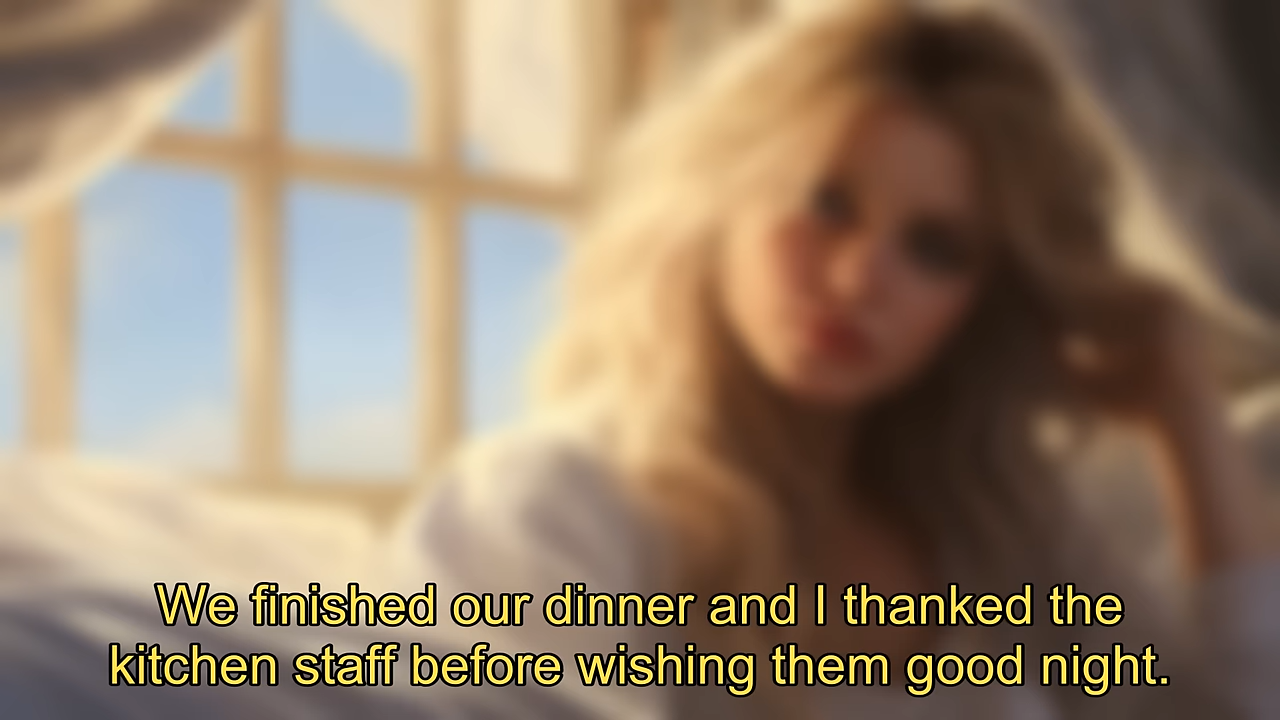 We finished our dinner and I thanked the
kitchen staff before wishing them good night.